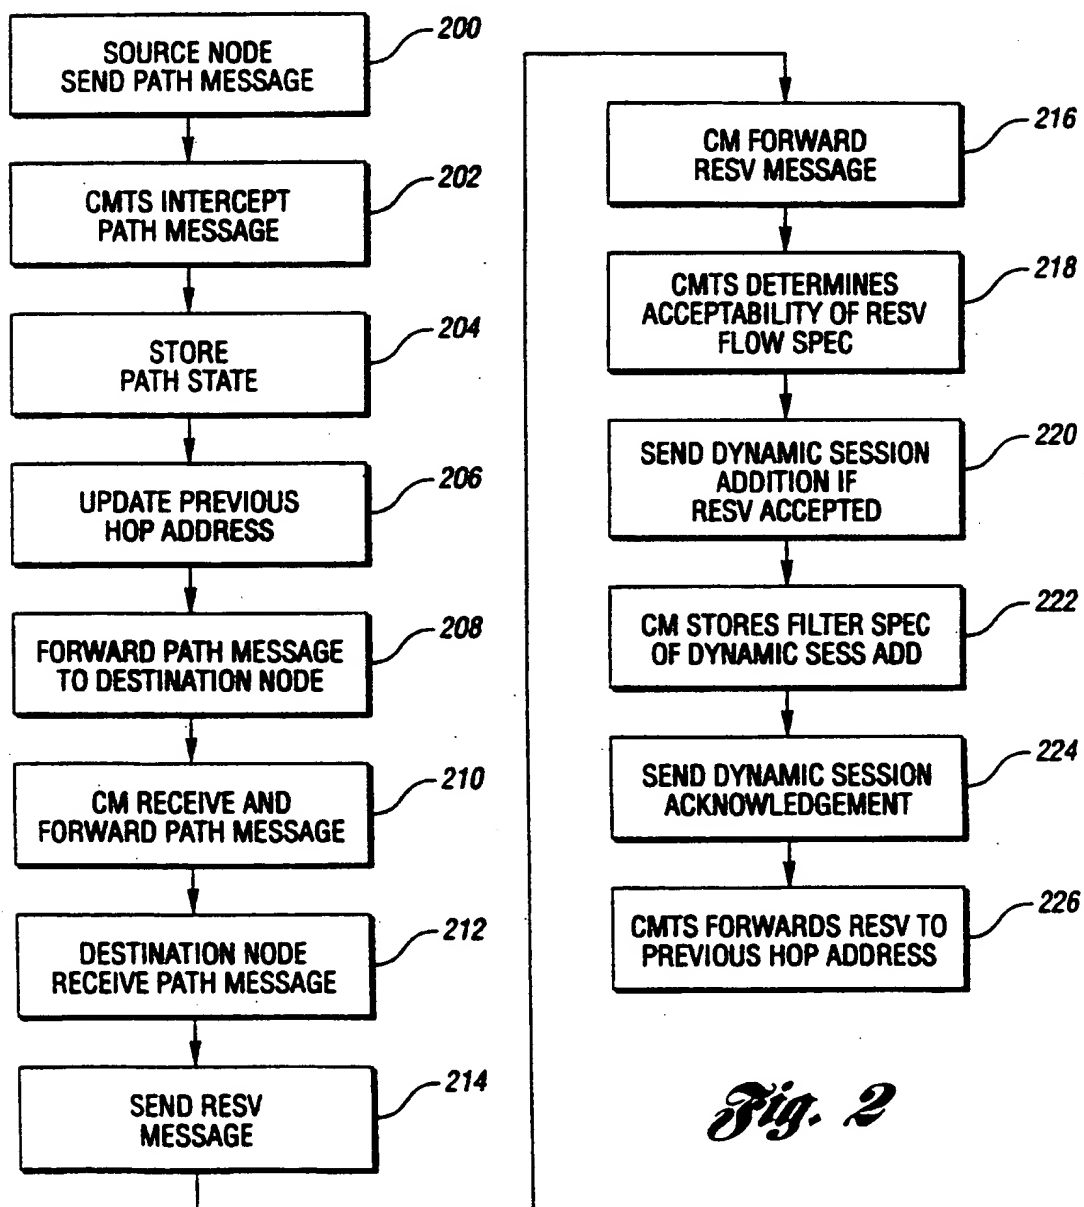 SOURCE NODE
SEND PATH MESSAGE
200
CMTS INTERCEPT
PATH MESSAGE
202
STORE
PATH STATE
204
UPDATE PREVIOUS
HOP ADDRESS
206
FORWARD PATH MESSAGE
TO DESTINATION NODE
208
CM RECEIVE AND
FORWARD PATH MESSAGE
210
DESTINATION NODE
RECEIVE PATH MESSAGE
212
SEND RESV
MESSAGE
214
CM FORWARD
RESV MESSAGE
216
CMTS DETERMINES
ACCEPTABILITY OF RESV
FLOW SPEC
218
SEND DYNAMIC SESSION
ADDITION IF
RESV ACCEPTED
220
CM STORES FILTER SPEC
OF DYNAMIC SESS ADD
222
SEND DYNAMIC SESSION
ACKNOWLEDGEMENT
224
CMTS FORWARDS RESV TO
PREVIOUS HOP ADDRESS
226
Fig. 2